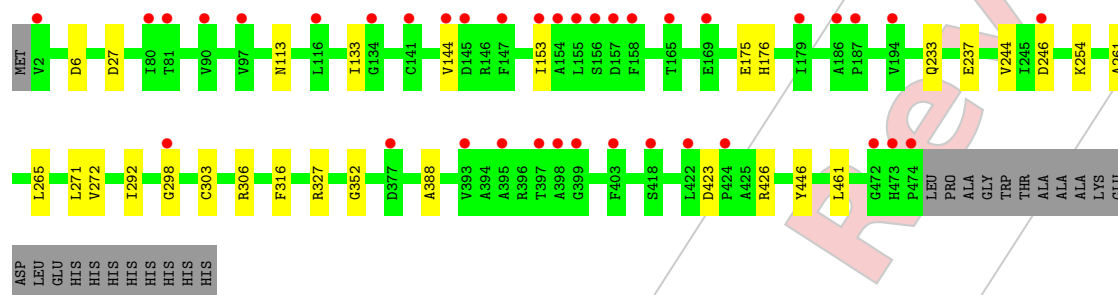 MET V2 D6 D27 I80 T81 V90 V97 N113 L116 I133 G134 C141 V144 D145 R146 F147 I153 A154 L155 S156 D157 F158 T165 E169 E175 H176 I179 A186 P187 V194 Q233 E237 V244 I245 D246 K254 A261
L265 L271 V272 I292 G298 C303 R306 F316 R327 G352 D377 A388 V393 A394 A395 R396 T397 A398 G399 F403 S418 L422 D423 P424 A425 R426 Y446 L461 G472 H473 P474 LEU PRO ALA GLY TRP THR ALA ALA ALA LYS GLU
ASP LEU GLU HIS HIS HIS HIS HIS HIS HIS HIS